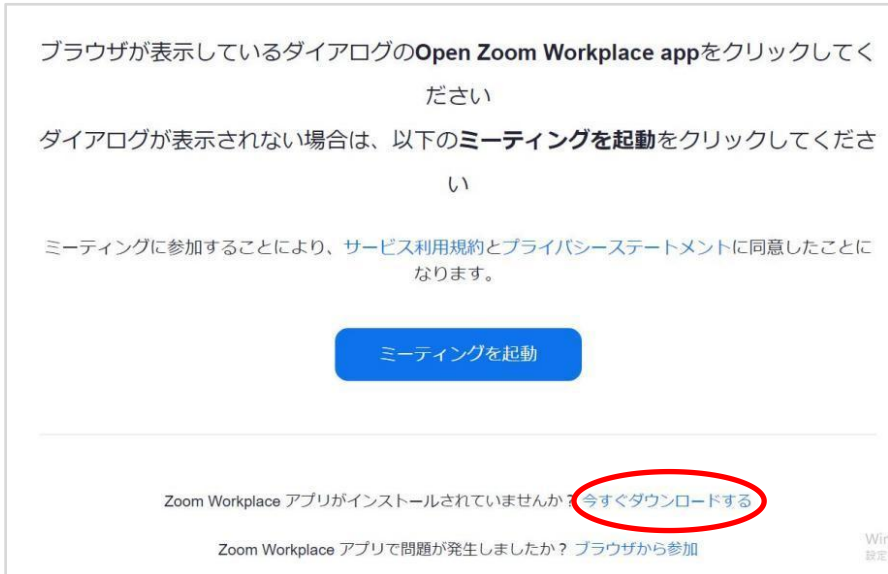 ブラウザが表示しているダイアログのOpen Zoom Workplace appをクリックしてく
ださい
ダイアログが表示されない場合は、以下のミーティングを起動をクリックしてくださ
い
ミーティングに参加することにより、サービス利用規約とプライバシーステートメントに同意したことに
なります。
ミーティングを起動
Zoom Workplace アプリがインストールされていませんか？今すぐダウンロードする
Zoom Workplace アプリで問題が発生しましたか？ ブラウザから参加
Win
設定